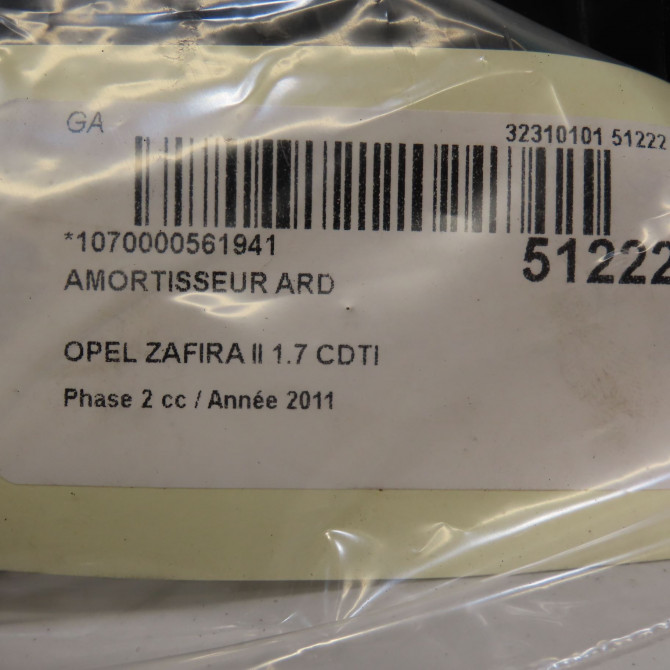 GA
32310101 51222
*1070000561941
51222
AMORTISSEUR ARD
OPEL ZAFIRA II 1.7 CDTI
Phase 2 cc / Année 2011